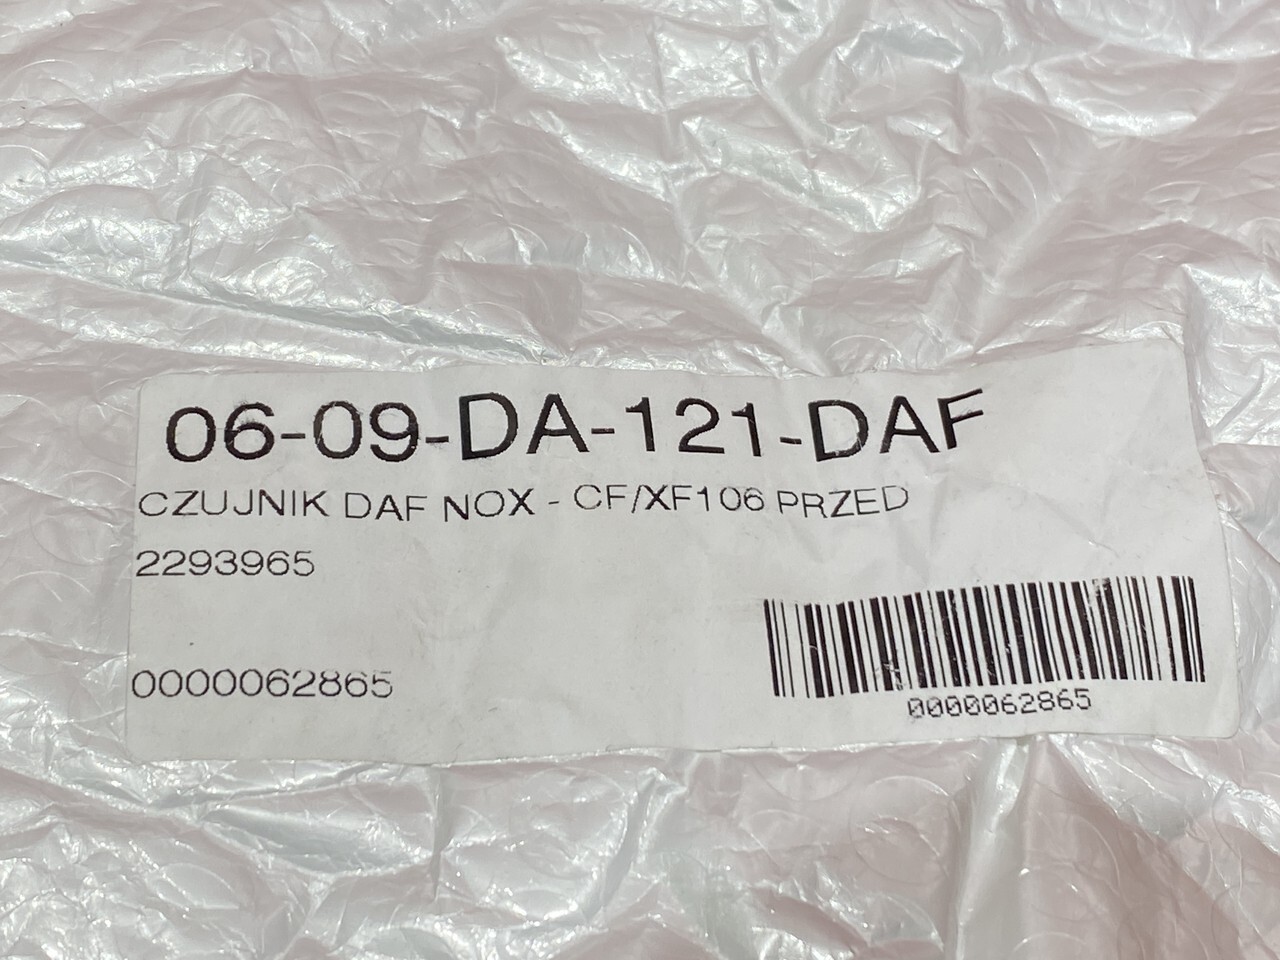 06-09-DA-121-DAF
CZUJNIK DAF NOX - CF/XF106 PRZED
2293965
0000062865
0000062865